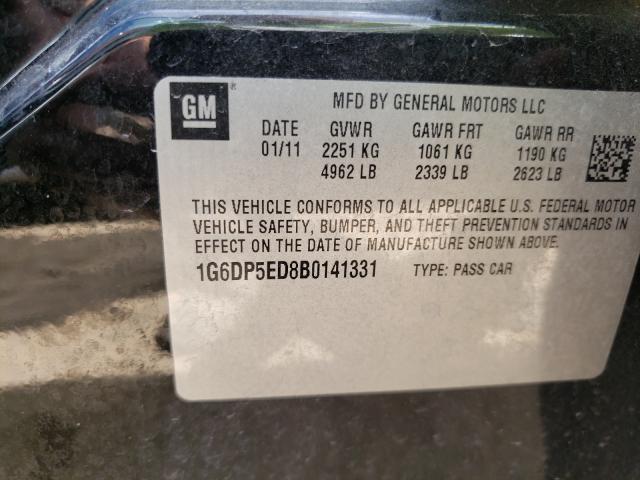 GM ®
MFD BY GENERAL MOTORS LLC
DATE GVWR GAWR FRT GAWR RR
01/11 2251 KG 1061 KG 1190 KG
4962 LB 2339 LB 2623 LB
THIS VEHICLE CONFORMS TO ALL APPLICABLE U.S. FEDERAL MOTOR
VEHICLE SAFETY, BUMPER, AND THEFT PREVENTION STANDARDS IN
EFFECT ON THE DATE OF MANUFACTURE SHOWN ABOVE.
1G6DP5ED8B0141331 TYPE: PASS CAR